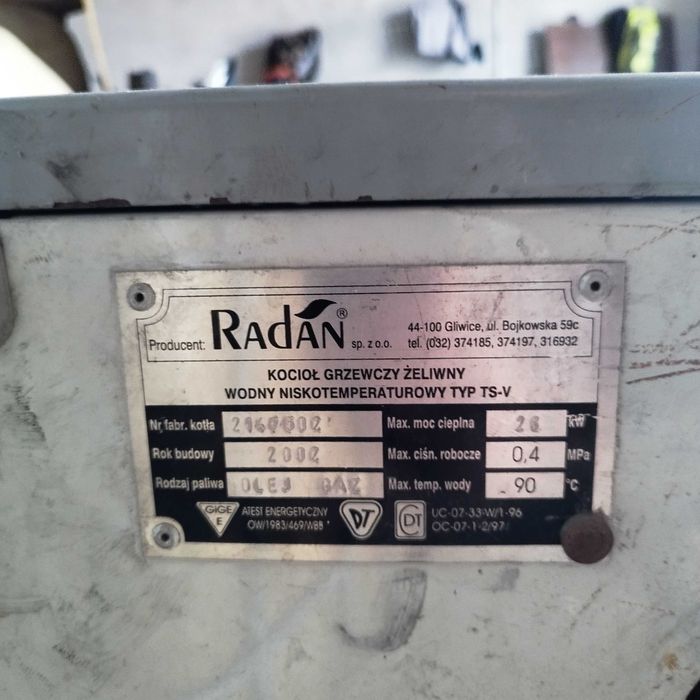 Producent: RADAN® sp. z o.o.
44-100 Gliwice, ul. Bojkowska 59c
tel. (032) 374185, 374197, 316932
KOCIOŁ GRZEWCZY ŻELIWNY
WODNY NISKOTEMPERATUROWY TYP TS-V
Nr fabr. kotła
Max. moc cieplna kW
Rok budowy 2002
Max. ciśn. robocze 0,4 MPa
Rodzaj paliwa OLEJ GAZ
Max. temp. wody 90 °C
GIGE
E
ATEST ENERGETYCZNY
OW/1983/469/W88
DT
CDT
UC-07-33-W/1-96
OC-07-1-2/97